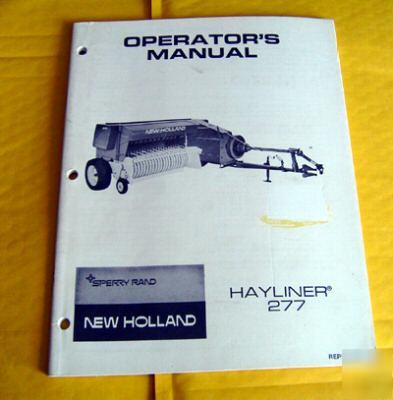 OPERATOR'S
MANUAL
NEW HOLLAND
SPERRY RAND
NEW HOLLAND
HAYLINER®
277